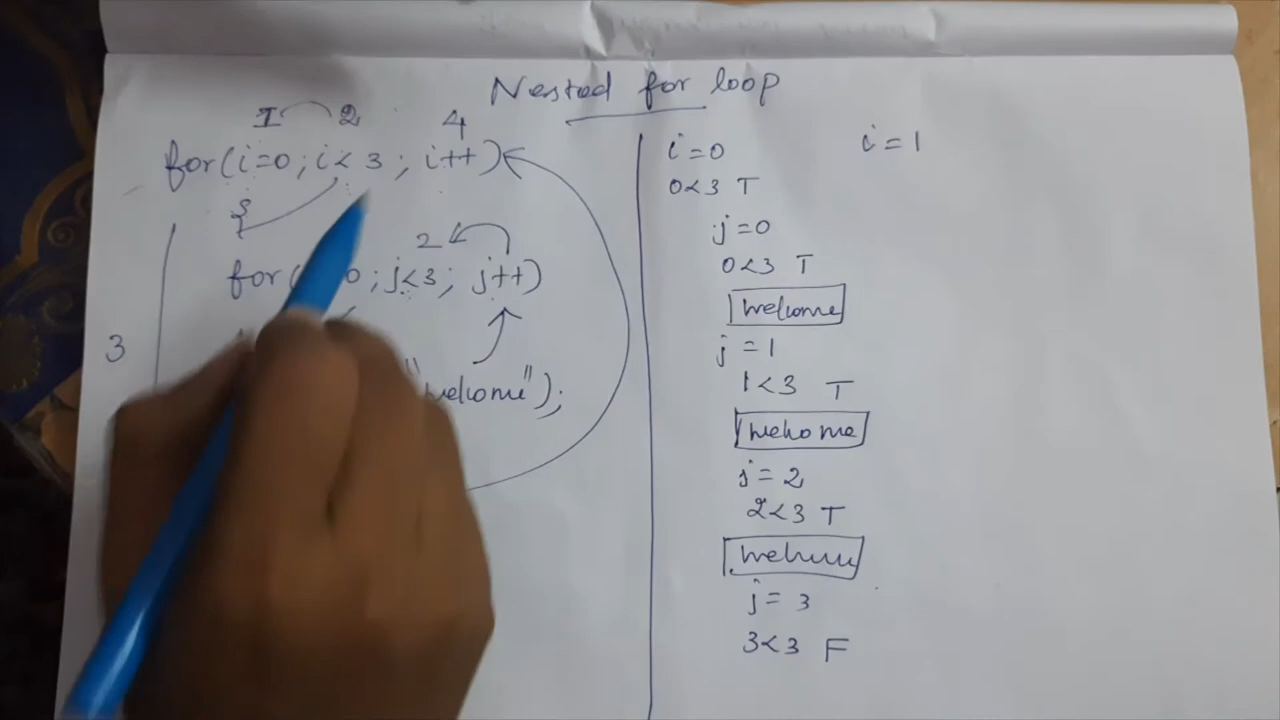 Nested for loop
1 2 4
for(i=0; i<3; i++)
{
2
for( 0; j<3; j++)
3
"welcome");
i=0
0<3 T
j=0
0<3 T
welcome
j=1
1<3 T
welcome
j=2
2<3 T
j=3
3<3 F
i=1